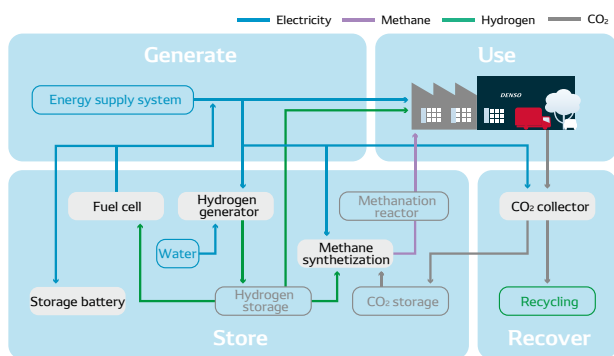 Electricity
Methane
Hydrogen
CO₂
Generate
Use
Energy supply system
DENSO
Fuel cell
Hydrogen
generator
Methanation
reactor
CO₂ collector
Water
Methane
synthetization
Storage battery
Hydrogen
storage
CO₂ storage
Recycling
Store
Recover